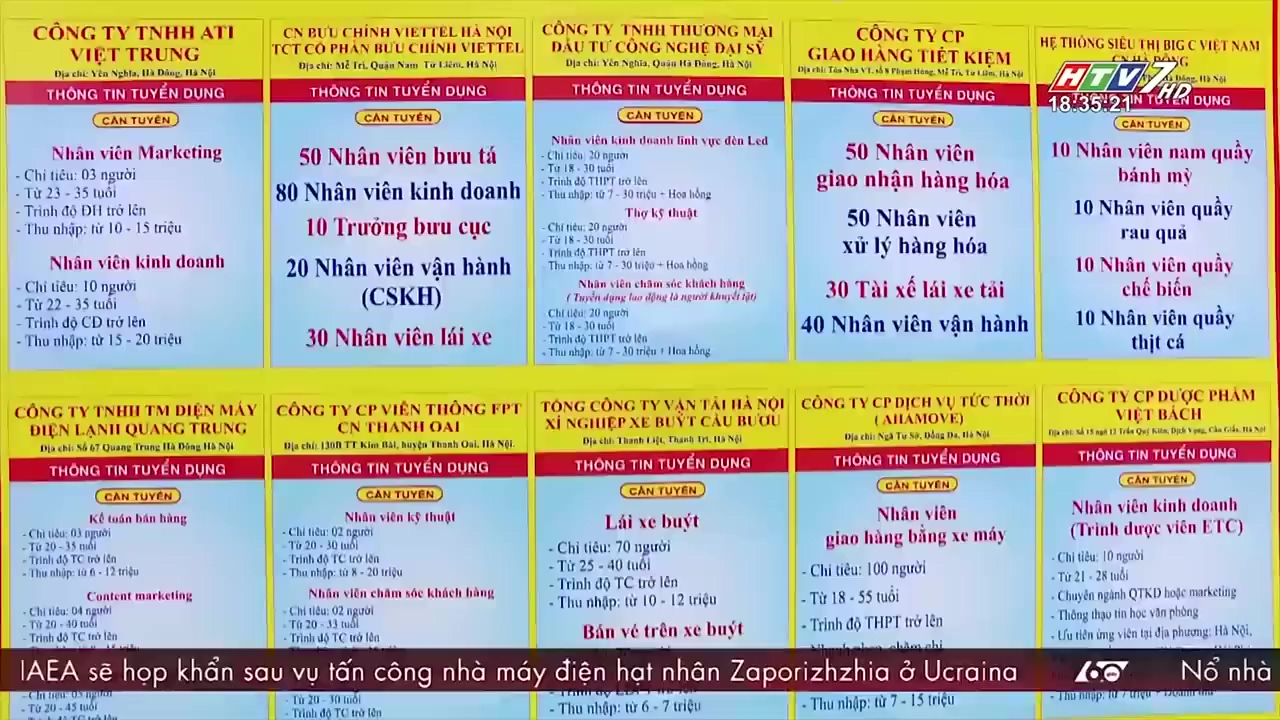 CÔNG TY TNHH ATI
VIỆT TRUNG
Địa chỉ: Yên Nghĩa, Hà Đông, Hà Nội
THÔNG TIN TUYỂN DỤNG
CẦN TUYỂN
Nhân viên Marketing
- Chỉ tiêu: 03 người
- Từ 23 - 35 tuổi
- Trình độ ĐH trở lên
- Thu nhập: từ 10 - 15 triệu
Nhân viên kinh doanh
- Chỉ tiêu: 10 người
- Từ 22 - 35 tuổi
- Trình độ CĐ trở lên
- Thu nhập: từ 15 - 20 triệu
CN BƯU CHÍNH VIETTEL HÀ NỘI
TCT CỔ PHẦN BƯU CHÍNH VIETTEL
Địa chỉ: Mễ Trì, Quận Nam Từ Liêm, Hà Nội
THÔNG TIN TUYỂN DỤNG
CẦN TUYỂN
50 Nhân viên bưu tá
80 Nhân viên kinh doanh
10 Trưởng bưu cục
20 Nhân viên vận hành
(CSKH)
30 Nhân viên lái xe
CÔNG TY TNHH THƯƠNG MẠI
ĐẦU TƯ CÔNG NGHỆ ĐẠI SỸ
Địa chỉ: Yên Nghĩa, Quận Hà Đông, Hà Nội
THÔNG TIN TUYỂN DỤNG
CẦN TUYỂN
Nhân viên kinh doanh lĩnh vực đèn Led
- Chỉ tiêu: 20 người
- Từ 18 - 30 tuổi
- Trình độ THPT trở lên
- Thu nhập: từ 7 - 30 triệu + Hoa hồng
Thợ kỹ thuật
- Chỉ tiêu: 20 người
- Từ 18 - 30 tuổi
- Trình độ THPT trở lên
- Thu nhập: từ 7 - 30 triệu + Hoa hồng
Nhân viên chăm sóc khách hàng
( Tuyển dụng lao động là người khuyết tật)
- Chỉ tiêu: 20 người
- Từ 18 - 30 tuổi
- Trình độ THPT trở lên
- Thu nhập: từ 7 - 30 triệu + Hoa hồng
CÔNG TY CP
GIAO HÀNG TIẾT KIỆM
Địa chỉ: Tòa Nhà VT, số 8 Phạm Hùng, Mễ Trì, Từ Liêm, Hà Nội
THÔNG TIN TUYỂN DỤNG
CẦN TUYỂN
50 Nhân viên
giao nhận hàng hóa
50 Nhân viên
xử lý hàng hóa
30 Tài xế lái xe tải
40 Nhân viên vận hành
HỆ THỐNG SIÊU THỊ BIG C VIỆT NAM
CN HÀ ĐÔNG
Hà Đông, Hà Nội
HTV7 HD
18:35:21
THÔNG TIN TUYỂN DỤNG
CẦN TUYỂN
10 Nhân viên nam quầy
bánh mỳ
10 Nhân viên quầy
rau quả
10 Nhân viên quầy
chế biến
10 Nhân viên quầy
thịt cá
CÔNG TY TNHH TM ĐIỆN MÁY
ĐIỆN LẠNH QUANG TRUNG
Địa chỉ: Số 67 Quang Trung Hà Đông Hà Nội
THÔNG TIN TUYỂN DỤNG
CẦN TUYỂN
Kế toán bán hàng
- Chỉ tiêu: 03 người
- Từ 20 - 35 tuổi
- Trình độ TC trở lên
- Thu nhập: từ 6 - 12 triệu
Content marketing
- Chỉ tiêu: 04 người
- Từ 20 - 40 tuổi
- Trình độ TC trở lên
- Chỉ tiêu: 05 người
- Từ 20 - 45 tuổi
CÔNG TY CP VIỄN THÔNG FPT
CN THANH OAI
Địa chỉ: 130B TT Kim Bài, huyện Thanh Oai, Hà Nội.
THÔNG TIN TUYỂN DỤNG
CẦN TUYỂN
Nhân viên kỹ thuật
- Chỉ tiêu: 02 người
- Từ 20 - 30 tuổi
- Trình độ TC trở lên
- Thu nhập: từ 8 - 20 triệu
Nhân viên chăm sóc khách hàng
- Chỉ tiêu: 02 người
- Từ 20 - 33 tuổi
- Trình độ TC trở lên
- Từ 20 - 30 tuổi
- Trình độ TC trở lên
TỔNG CÔNG TY VẬN TẢI HÀ NỘI
XÍ NGHIỆP XE BUÝT CẦU BƯƠU
Địa chỉ: Thanh Liệt, Thanh Trì, Hà Nội
THÔNG TIN TUYỂN DỤNG
CẦN TUYỂN
Lái xe buýt
- Chỉ tiêu: 70 người
- Từ 25 - 40 tuổi
- Trình độ TC trở lên
- Thu nhập: từ 10 - 12 triệu
Bán vé trên xe buýt
- Thu nhập: từ 6 - 7 triệu
CÔNG TY CP DỊCH VỤ TỨC THỜI
( AHAMOVE)
Địa chỉ: Ngã Tư Sở, Đống Đa, Hà Nội
THÔNG TIN TUYỂN DỤNG
CẦN TUYỂN
Nhân viên
giao hàng bằng xe máy
- Chỉ tiêu: 100 người
- Từ 18 - 55 tuổi
- Trình độ THPT trở lên
- Thu nhập: từ 7 - 15 triệu
CÔNG TY CP DƯỢC PHẨM
VIỆT BÁCH
Địa chỉ: Số 15 ngõ 12 Trần Quý Kiên, Dịch Vọng, Cầu Giấy, Hà Nội
THÔNG TIN TUYỂN DỤNG
CẦN TUYỂN
Nhân viên kinh doanh
(Trình dược viên ETC)
- Chỉ tiêu: 10 người
- Từ 21 - 28 tuổi
- Chuyên ngành QTKD hoặc marketing
- Thông thạo tin học văn phòng
- Ưu tiên ứng viên tại địa phương: Hà Nội,
IAEA sẽ họp khẩn sau vụ tấn công nhà máy điện hạt nhân Zaporizhzhia ở Ucraina
60
Nổ nhà